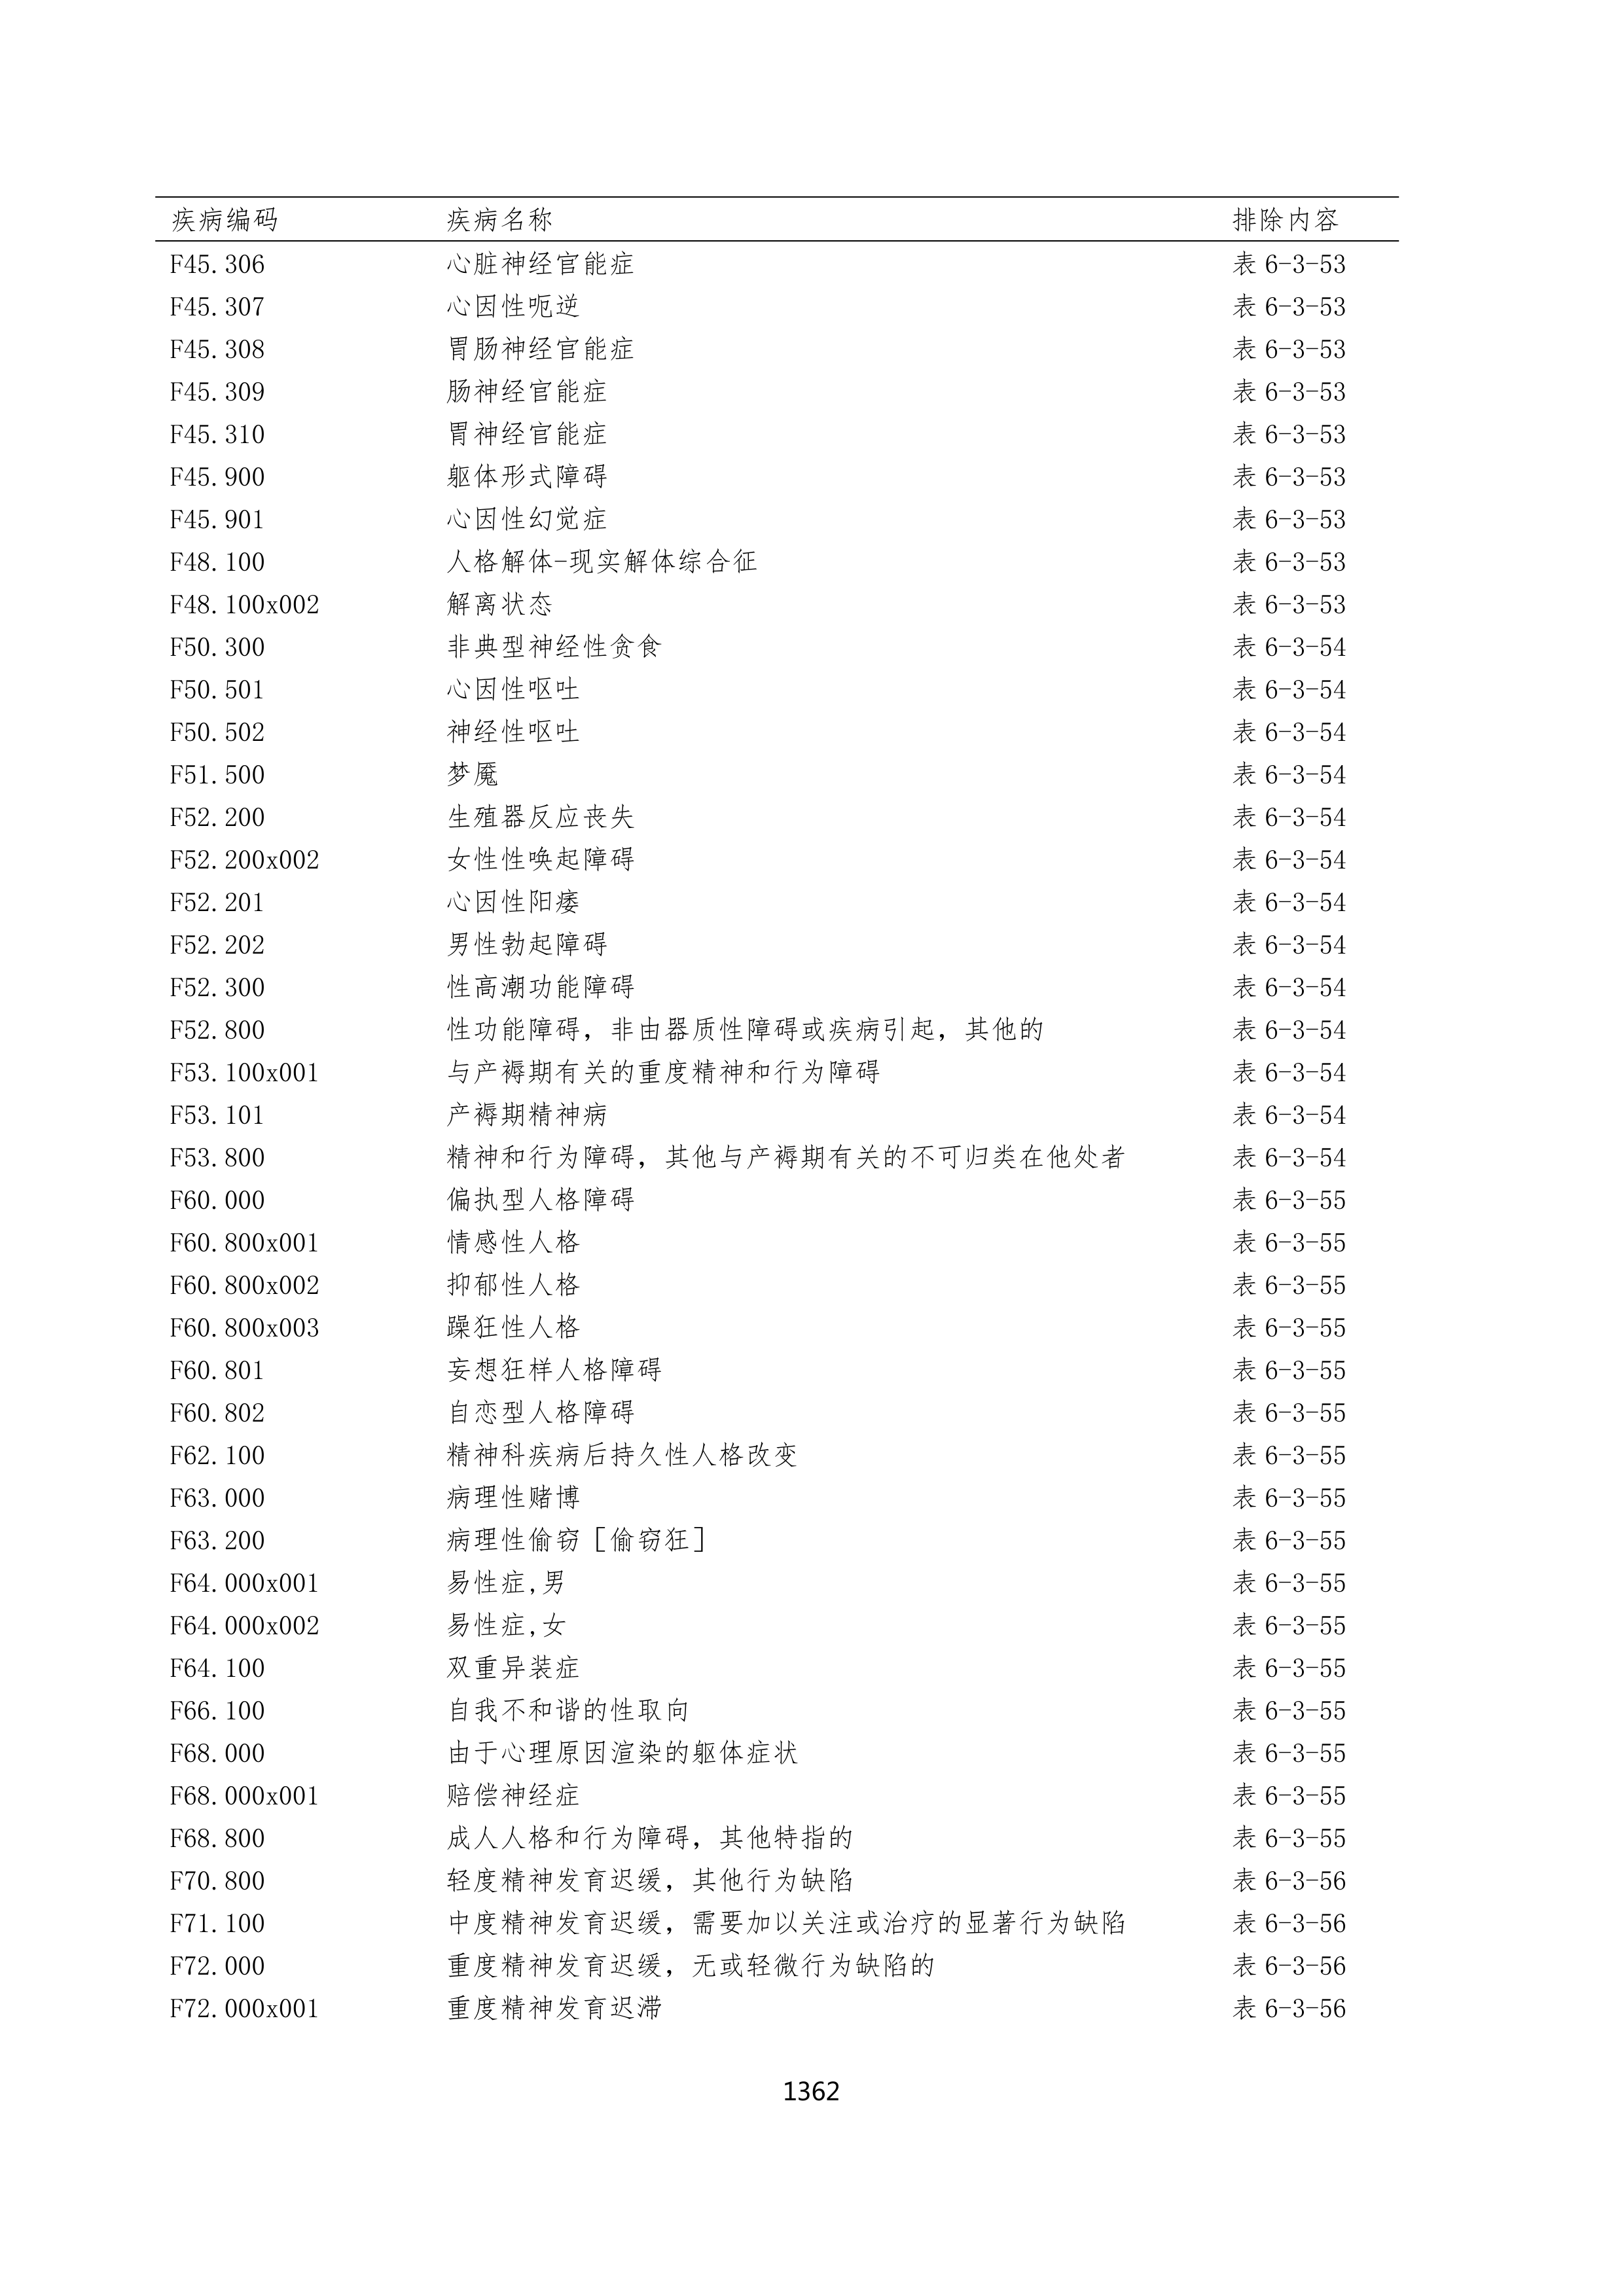 疾病编码 疾病名称 排除内容
F45.306 心脏神经官能症 表 6-3-53
F45.307 心因性呃逆 表 6-3-53
F45.308 胃肠神经官能症 表 6-3-53
F45.309 肠神经官能症 表 6-3-53
F45.310 胃神经官能症 表 6-3-53
F45.900 躯体形式障碍 表 6-3-53
F45.901 心因性幻觉症 表 6-3-53
F48.100 人格解体-现实解体综合征 表 6-3-53
F48.100x002 解离状态 表 6-3-53
F50.300 非典型神经性贪食 表 6-3-54
F50.501 心因性呕吐 表 6-3-54
F50.502 神经性呕吐 表 6-3-54
F51.500 梦魇 表 6-3-54
F52.200 生殖器反应丧失 表 6-3-54
F52.200x002 女性性唤起障碍 表 6-3-54
F52.201 心因性阳痿 表 6-3-54
F52.202 男性勃起障碍 表 6-3-54
F52.300 性高潮功能障碍 表 6-3-54
F52.800 性功能障碍，非由器质性障碍或疾病引起，其他的 表 6-3-54
F53.100x001 与产褥期有关的重度精神和行为障碍 表 6-3-54
F53.101 产褥期精神病 表 6-3-54
F53.800 精神和行为障碍，其他与产褥期有关的不可归类在他处者 表 6-3-54
F60.000 偏执型人格障碍 表 6-3-55
F60.800x001 情感性人格 表 6-3-55
F60.800x002 抑郁性人格 表 6-3-55
F60.800x003 躁狂性人格 表 6-3-55
F60.801 妄想狂样人格障碍 表 6-3-55
F60.802 自恋型人格障碍 表 6-3-55
F62.100 精神科疾病后持久性人格改变 表 6-3-55
F63.000 病理性赌博 表 6-3-55
F63.200 病理性偷窃［偷窃狂］ 表 6-3-55
F64.000x001 易性症,男 表 6-3-55
F64.000x002 易性症,女 表 6-3-55
F64.100 双重异装症 表 6-3-55
F66.100 自我不和谐的性取向 表 6-3-55
F68.000 由于心理原因渲染的躯体症状 表 6-3-55
F68.000x001 赔偿神经症 表 6-3-55
F68.800 成人人格和行为障碍，其他特指的 表 6-3-55
F70.800 轻度精神发育迟缓，其他行为缺陷 表 6-3-56
F71.100 中度精神发育迟缓，需要加以关注或治疗的显著行为缺陷 表 6-3-56
F72.000 重度精神发育迟缓，无或轻微行为缺陷的 表 6-3-56
F72.000x001 重度精神发育迟滞 表 6-3-56
1362